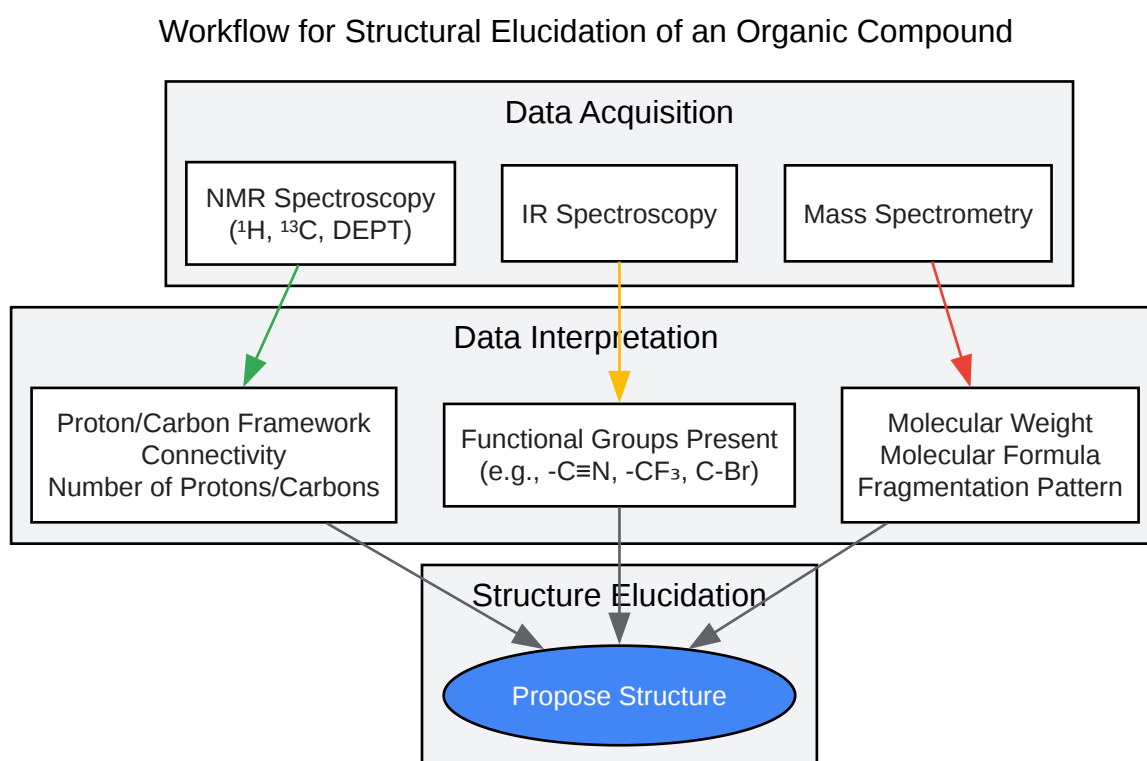 Workflow for Structural Elucidation of an Organic Compound
Data Acquisition
NMR Spectroscopy
(¹H, ¹³C, DEPT)
IR Spectroscopy
Mass Spectrometry
Data Interpretation
Proton/Carbon Framework
Connectivity
Number of Protons/Carbons
Functional Groups Present
(e.g., -C≡N, -CF₃, C-Br)
Molecular Weight
Molecular Formula
Fragmentation Pattern
Structure Elucidation
Propose Structure